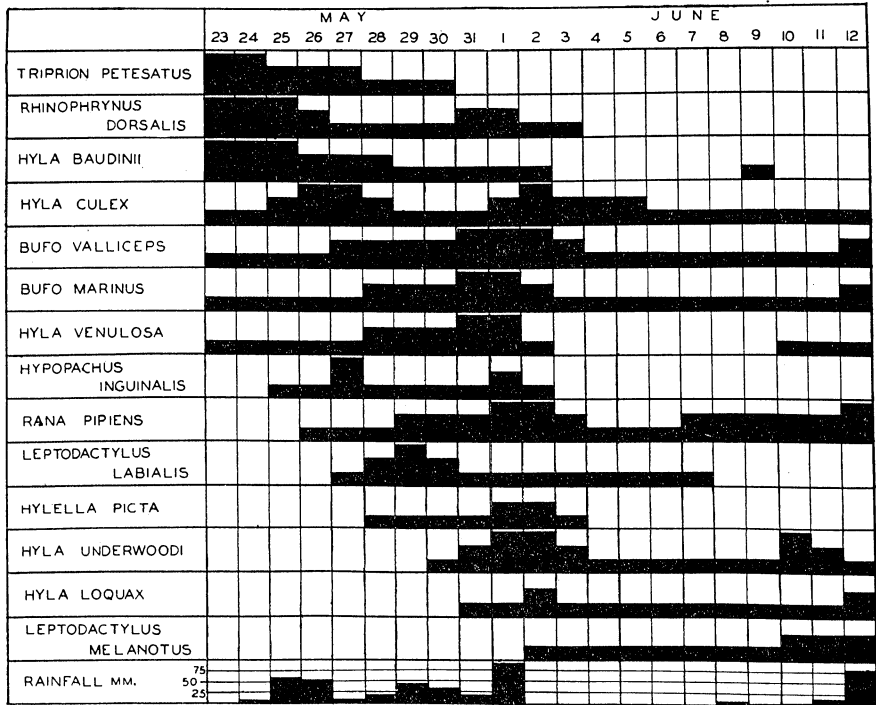 MAY JUNE
23 24 25 26 27 28 29 30 31 1 2 3 4 5 6 7 8 9 10 11 12
TRIPRION PETESATUS
RHINOPHRYNUS
DORSALIS
HYLA BAUDINII
HYLA CULEX
BUFO VALLICEPS
BUFO MARINUS
HYLA VENULOSA
HYPOPACHUS
INGUINALIS
RANA PIPIENS
LEPTODACTYLUS
LABIALIS
HYLELLA PICTA
HYLA UNDERWOODI
HYLA LOQUAX
LEPTODACTYLUS
MELANOTUS
75
RAINFALL MM. 50
25